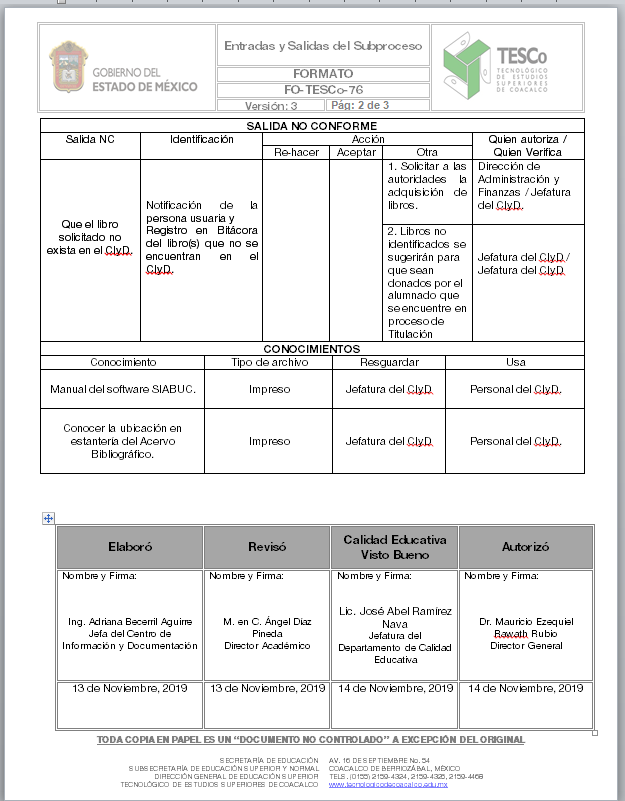 GOBIERNO DEL
ESTADO DE MÉXICO
Entradas y Salidas del Subproceso
FORMATO
FO-TESCo-76
Versión: 3
Pág: 2 de 3
TESCo
TECNOLÓGICO
DE ESTUDIOS
SUPERIORES
DE COACALCO
SALIDA NO CONFORME
Salida NC
Identificación
Acción
Quien autoriza /
Quien Verifica
Re-hacer
Aceptar
Otra
Que el libro
solicitado no
exista en el CIyD.
Notificación de la
persona usuaria y
Registro en Bitácora
del libro(s) que no se
encuentran en el
CIyD.
1. Solicitar a las
autoridades la
adquisición de
libros.
Dirección de
Administración y
Finanzas / Jefatura
del CIyD.
2. Libros no
identificados se
sugerirán para
que sean
donados por el
alumnado que
se encuentre en
proceso de
Titulación
Jefatura del CIyD /
Jefatura del CIyD
CONOCIMIENTOS
Conocimiento
Tipo de archivo
Resguardar
Usa
Manual del software SIABUC.
Impreso
Jefatura del CIyD
Personal del CIyD.
Conocer la ubicación en
estantería del Acervo
Bibliográfico.
Impreso
Jefatura del CIyD
Personal del CIyD.
Elaboró
Revisó
Calidad Educativa
Visto Bueno
Autorizó
Nombre y Firma:
Ing. Adriana Becerril Aguirre
Jefa del Centro de
Información y Documentación
Nombre y Firma:
M. en C. Ángel Díaz
Pineda
Director Académico
Nombre y Firma:
Lic. José Abel Ramírez
Nava
Jefatura del
Departamento de Calidad
Educativa
Nombre y Firma:
Dr. Mauricio Ezequiel
Rawath Rubio
Director General
13 de Noviembre, 2019
13 de Noviembre, 2019
14 de Noviembre, 2019
14 de Noviembre, 2019
TODA COPIA EN PAPEL ES UN “DOCUMENTO NO CONTROLADO” A EXCEPCIÓN DEL ORIGINAL
SECRETARÍA DE EDUCACIÓN
SUBSECRETARÍA DE EDUCACIÓN SUPERIOR Y NORMAL
DIRECCIÓN GENERAL DE EDUCACIÓN SUPERIOR
TECNOLÓGICO DE ESTUDIOS SUPERIORES DE COACALCO
AV. 16 DE SEPTIEMBRE No. 54
COACALCO DE BERRIOZÁBAL, MÉXICO
TELS. (0155) 2159-4324, 2159-4325, 2159-4468
www.tecnologicodecoacalco.edu.mx